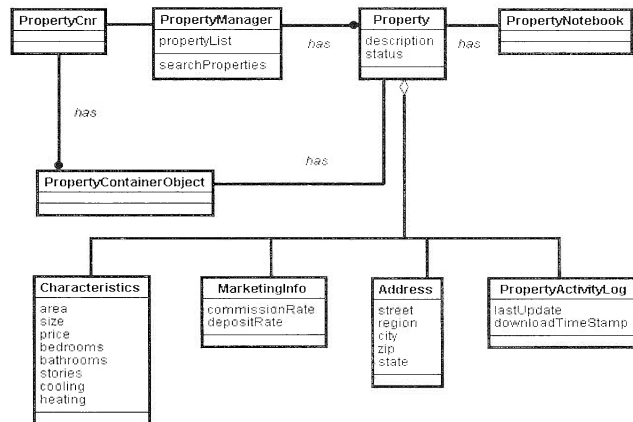 PropertyCnr
PropertyManager
propertyList
searchProperties
has
Property
description
status
has
PropertyNotebook
has
has
PropertyContainerObject
Characteristics
area
size
price
bedrooms
bathrooms
stories
cooling
heating
MarketingInfo
commissionRate
depositRate
Address
street
region
city
zip
state
PropertyActivityLog
lastUpdate
downloadTimeStamp